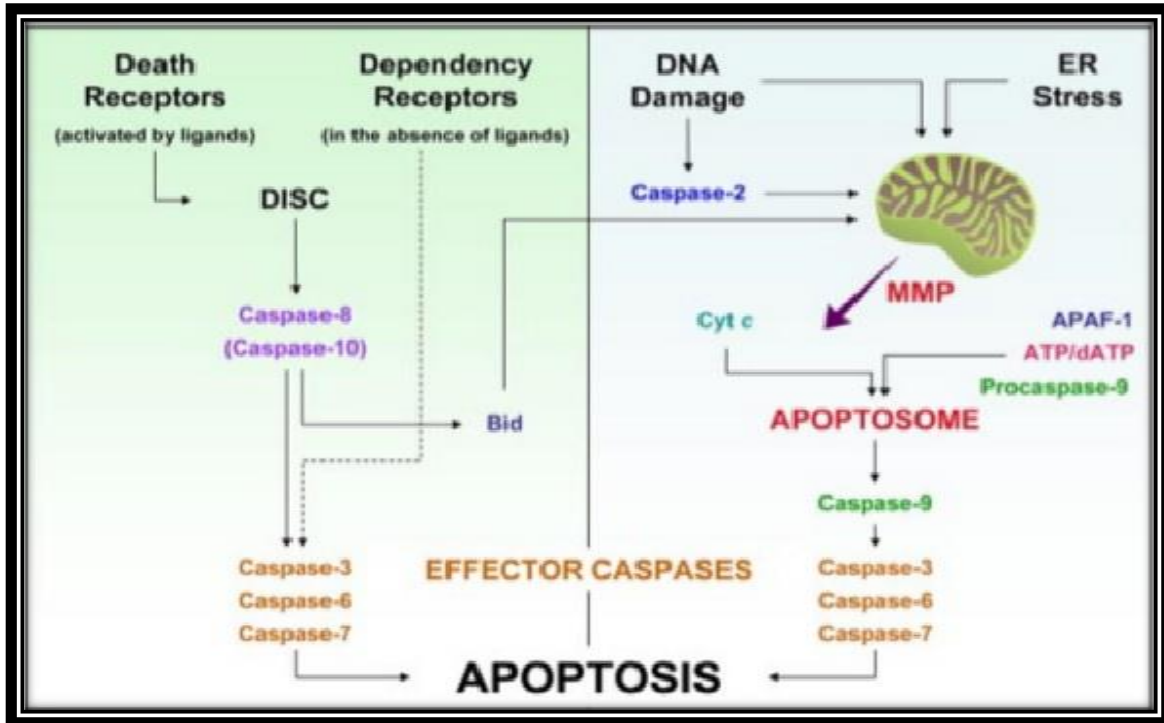 Death
Receptors
(activated by ligands)
Dependency
Receptors
(in the absence of ligands)
DISC
Caspase-8
(Caspase-10)
Bid
Caspase-3
Caspase-6
Caspase-7
DNA
Damage
ER
Stress
Caspase-2
MMP
Cyt c
APAF-1
ATP/dATP
Procaspase-9
APOPTOSOME
Caspase-9
EFFECTOR CASPASES
Caspase-3
Caspase-6
Caspase-7
APOPTOSIS